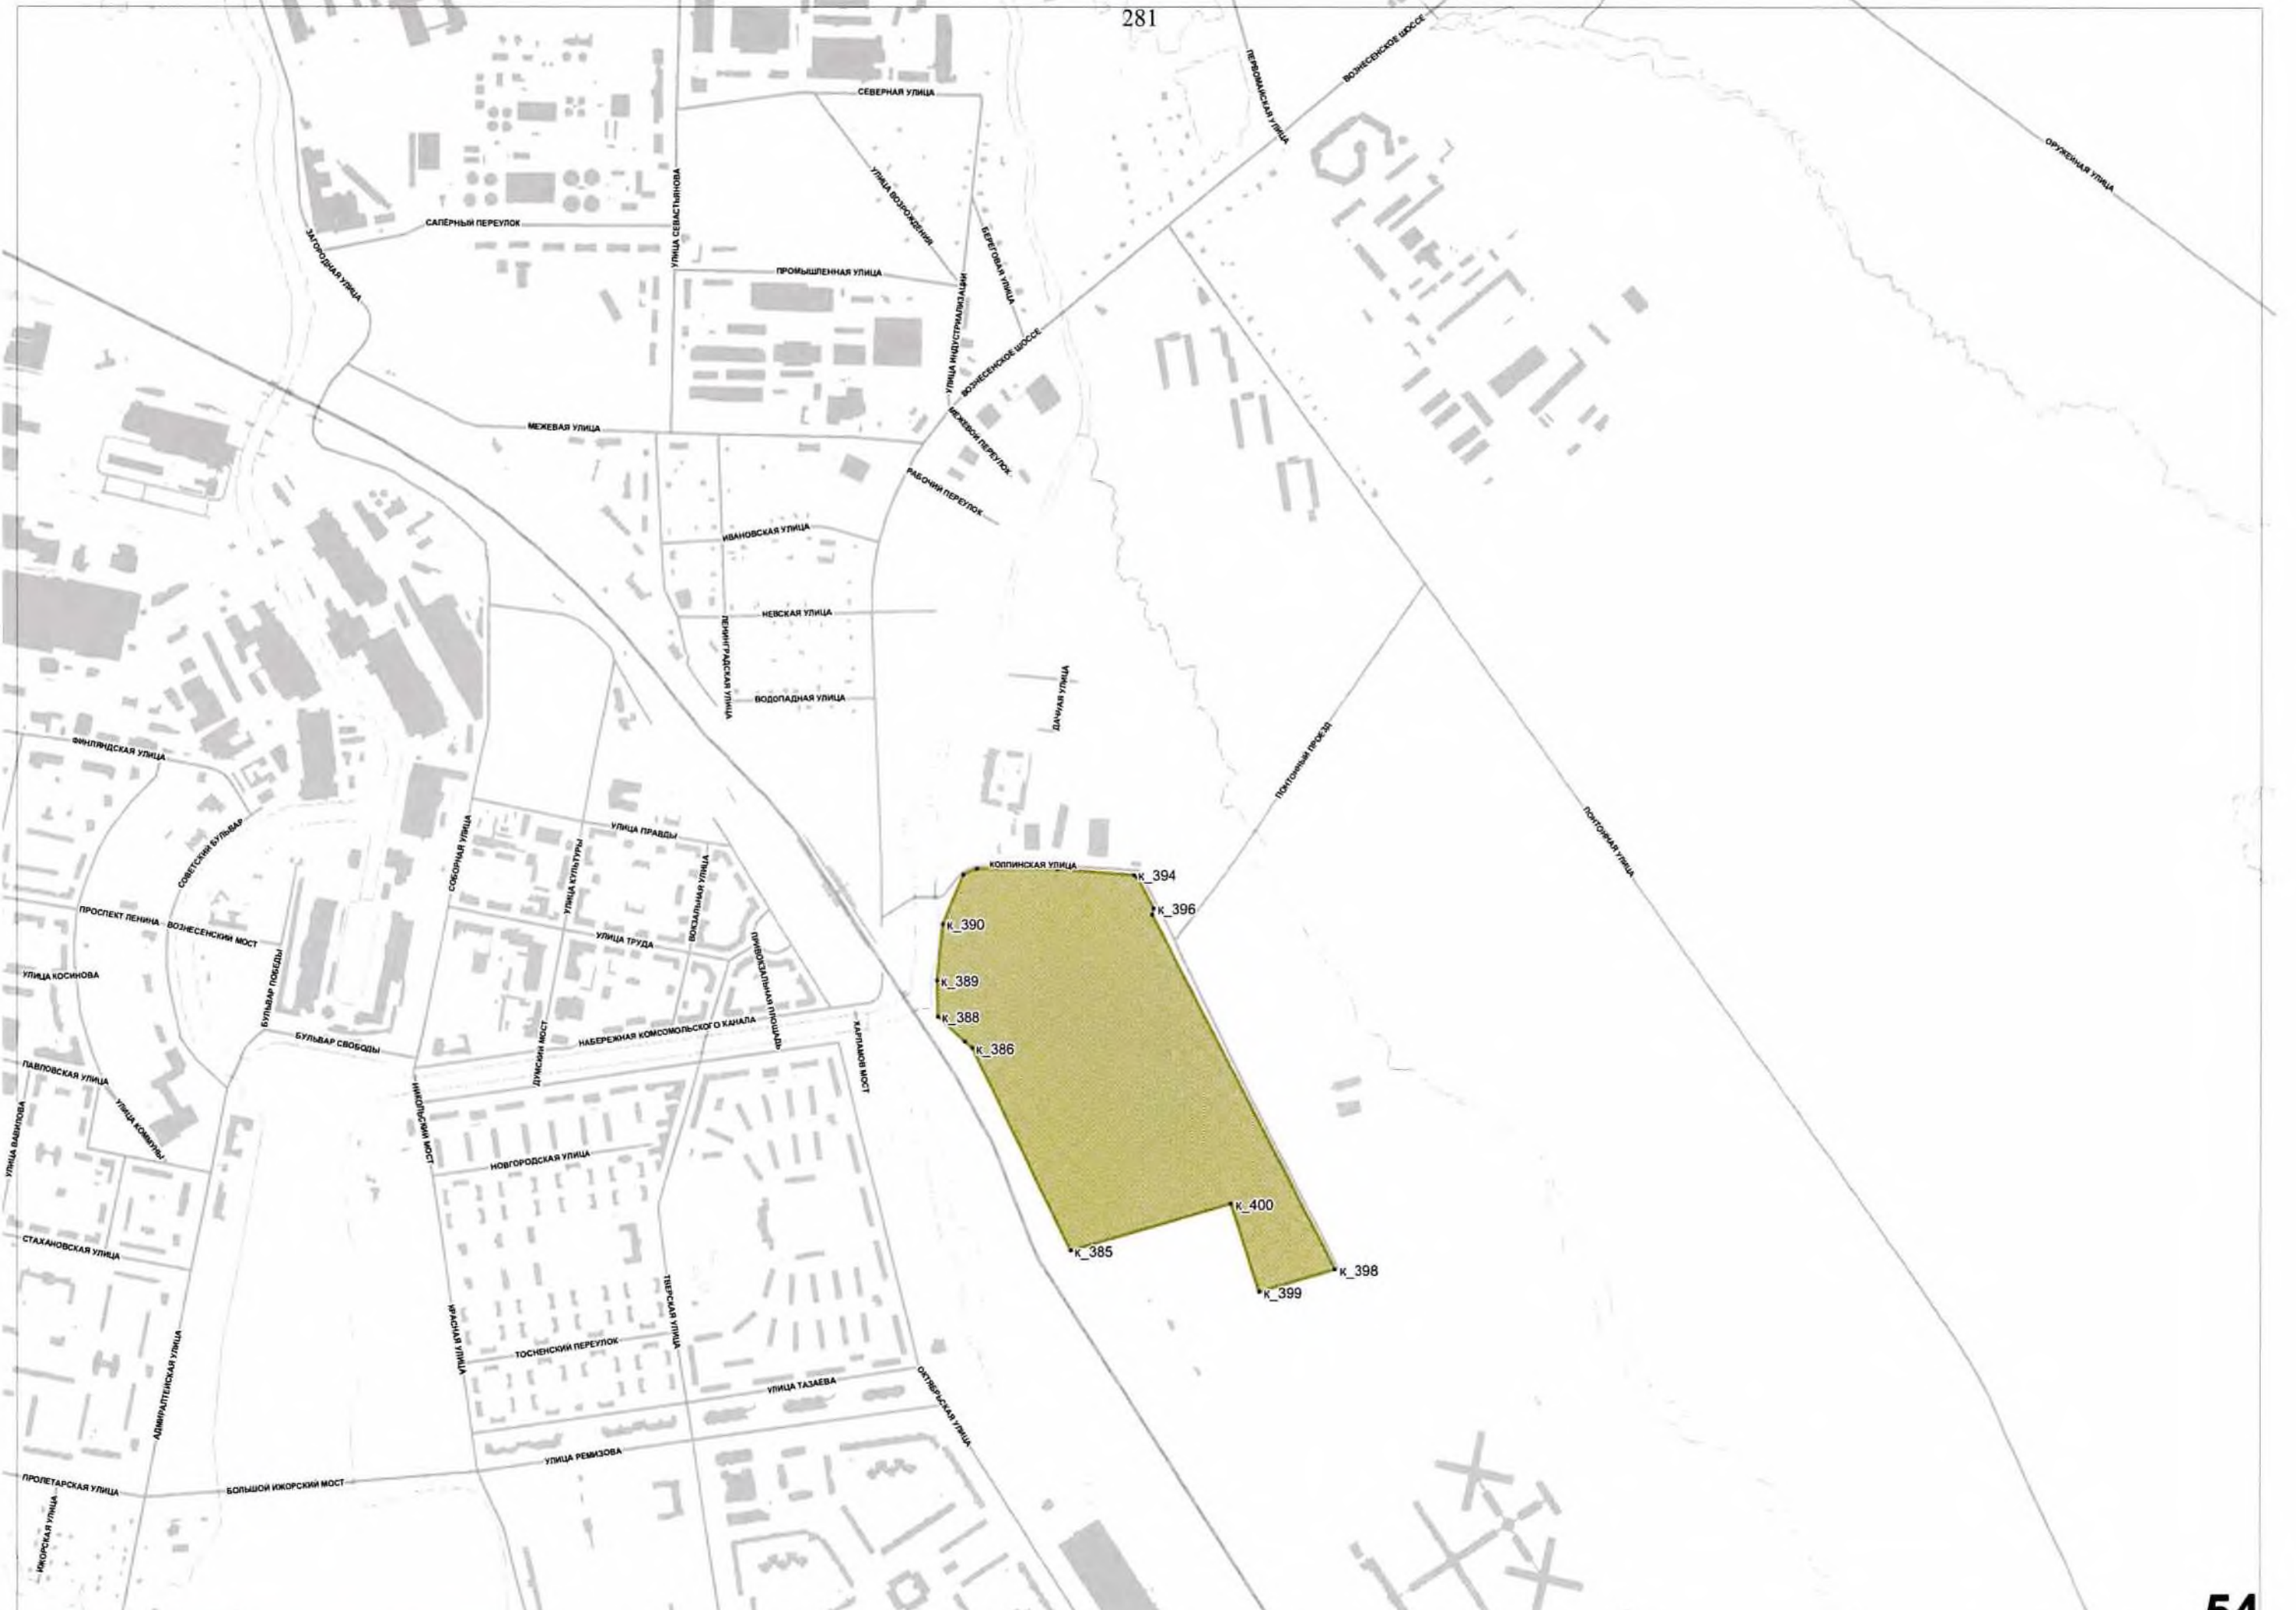 281
ПЕРВОМАЙСКАЯ УЛИЦА
ВОЗНЕСЕНСКОЕ ШОССЕ
СЕВЕРНАЯ УЛИЦА
ОРУЖЕЙНАЯ УЛИЦА
УЛИЦА СЕВАСТЬЯНОВА
УЛИЦА ВОЗРОЖДЕНИЯ
САПЁРНЫЙ ПЕРЕУЛОК
ЗАГОРОДНАЯ УЛИЦА
БЕРЕГОВАЯ УЛИЦА
ПРОМЫШЛЕННАЯ УЛИЦА
УЛИЦА ИНДУСТРИАЛИЗАЦИИ
ВОЗНЕСЕНСКОЕ ШОССЕ
МЕЖЕВАЯ УЛИЦА
МЕЖЕВОЙ ПЕРЕУЛОК
РАБОЧИЙ ПЕРЕУЛОК
ИВАНОВСКАЯ УЛИЦА
НЕВСКАЯ УЛИЦА
ЛЕНИНГРАДСКАЯ УЛИЦА
ВОДОПАДНАЯ УЛИЦА
ДАЧНАЯ УЛИЦА
ФИНЛЯНДСКАЯ УЛИЦА
ПОНТОННЫЙ ПРОЕЗД
ПОНТОННАЯ УЛИЦА
СОВЕТСКИЙ БУЛЬВАР
СОБОРНАЯ УЛИЦА
УЛИЦА ПРАВДЫ
УЛИЦА КУЛЬТУРЫ
ВОКЗАЛЬНАЯ УЛИЦА
КОЛПИНСКАЯ УЛИЦА
к_394
к_396
ПРОСПЕКТ ЛЕНИНА
ВОЗНЕСЕНСКИЙ МОСТ
к_390
УЛИЦА ТРУДА
ПРИВОКЗАЛЬНАЯ ПЛОЩАДЬ
УЛИЦА КОСИНОВА
БУЛЬВАР ПОБЕДЫ
к_389
к_388
НАБЕРЕЖНАЯ КОМСОМОЛЬСКОГО КАНАЛА
БУЛЬВАР СВОБОДЫ
ДУМСКИЙ МОСТ
ХАРЛАМОВ МОСТ
к_386
ПАВЛОВСКАЯ УЛИЦА
УЛИЦА КОММУНЫ
НИКОЛЬСКИЙ МОСТ
УЛИЦА ВАВИЛОВА
НОВГОРОДСКАЯ УЛИЦА
к_400
СТАХАНОВСКАЯ УЛИЦА
к_385
к_398
к_399
АДМИРАЛТЕЙСКАЯ УЛИЦА
КРАСНАЯ УЛИЦА
ТВЕРСКАЯ УЛИЦА
ТОСНЕНСКИЙ ПЕРЕУЛОК
УЛИЦА ТАЗАЕВА
ОКТЯБРЬСКАЯ УЛИЦА
УЛИЦА РЕМИЗОВА
ПРОЛЕТАРСКАЯ УЛИЦА
БОЛЬШОЙ ИЖОРСКИЙ МОСТ
ИЖОРСКАЯ УЛИЦА
54